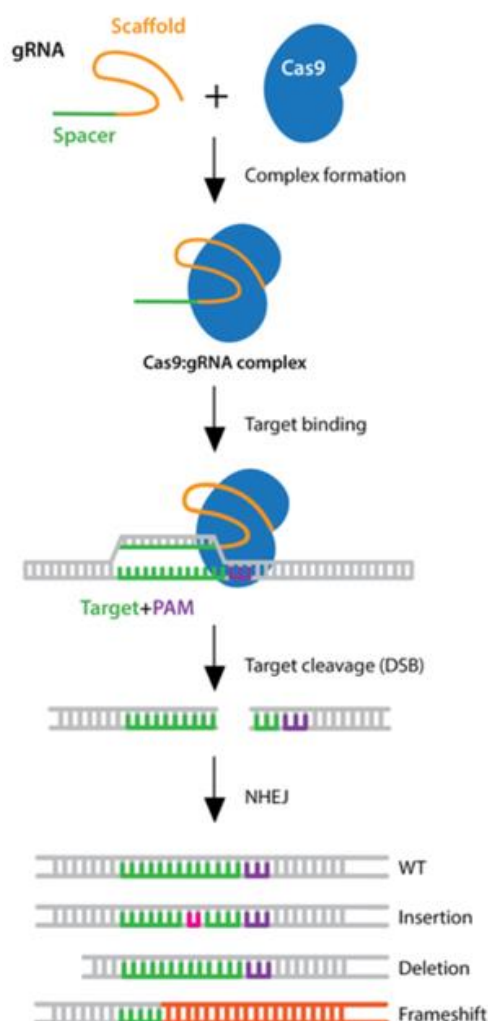 Scaffold
gRNA
Cas9
+
Spacer
Complex formation
Cas9:gRNA complex
Target binding
Target+PAM
Target cleavage (DSB)
NHEJ
WT
Insertion
Deletion
Frameshift